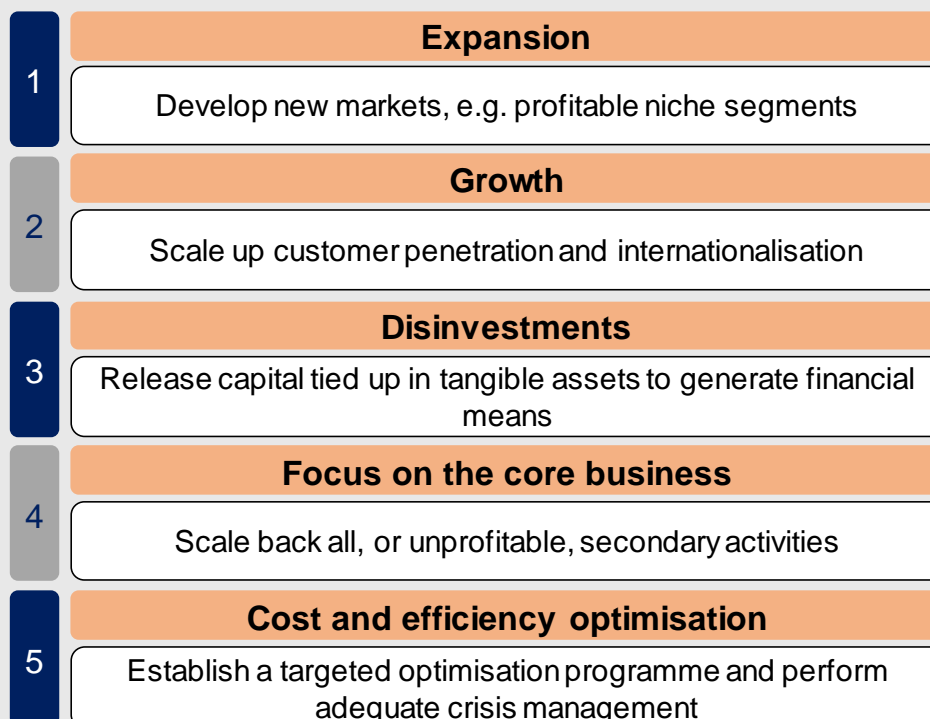 1
Expansion
Develop new markets, e.g. profitable niche segments
2
Growth
Scale up customer penetration and internationalisation
3
Disinvestments
Release capital tied up in tangible assets to generate financial
means
4
Focus on the core business
Scale back all, or unprofitable, secondary activities
5
Cost and efficiency optimisation
Establish a targeted optimisation programme and perform
adequate crisis management